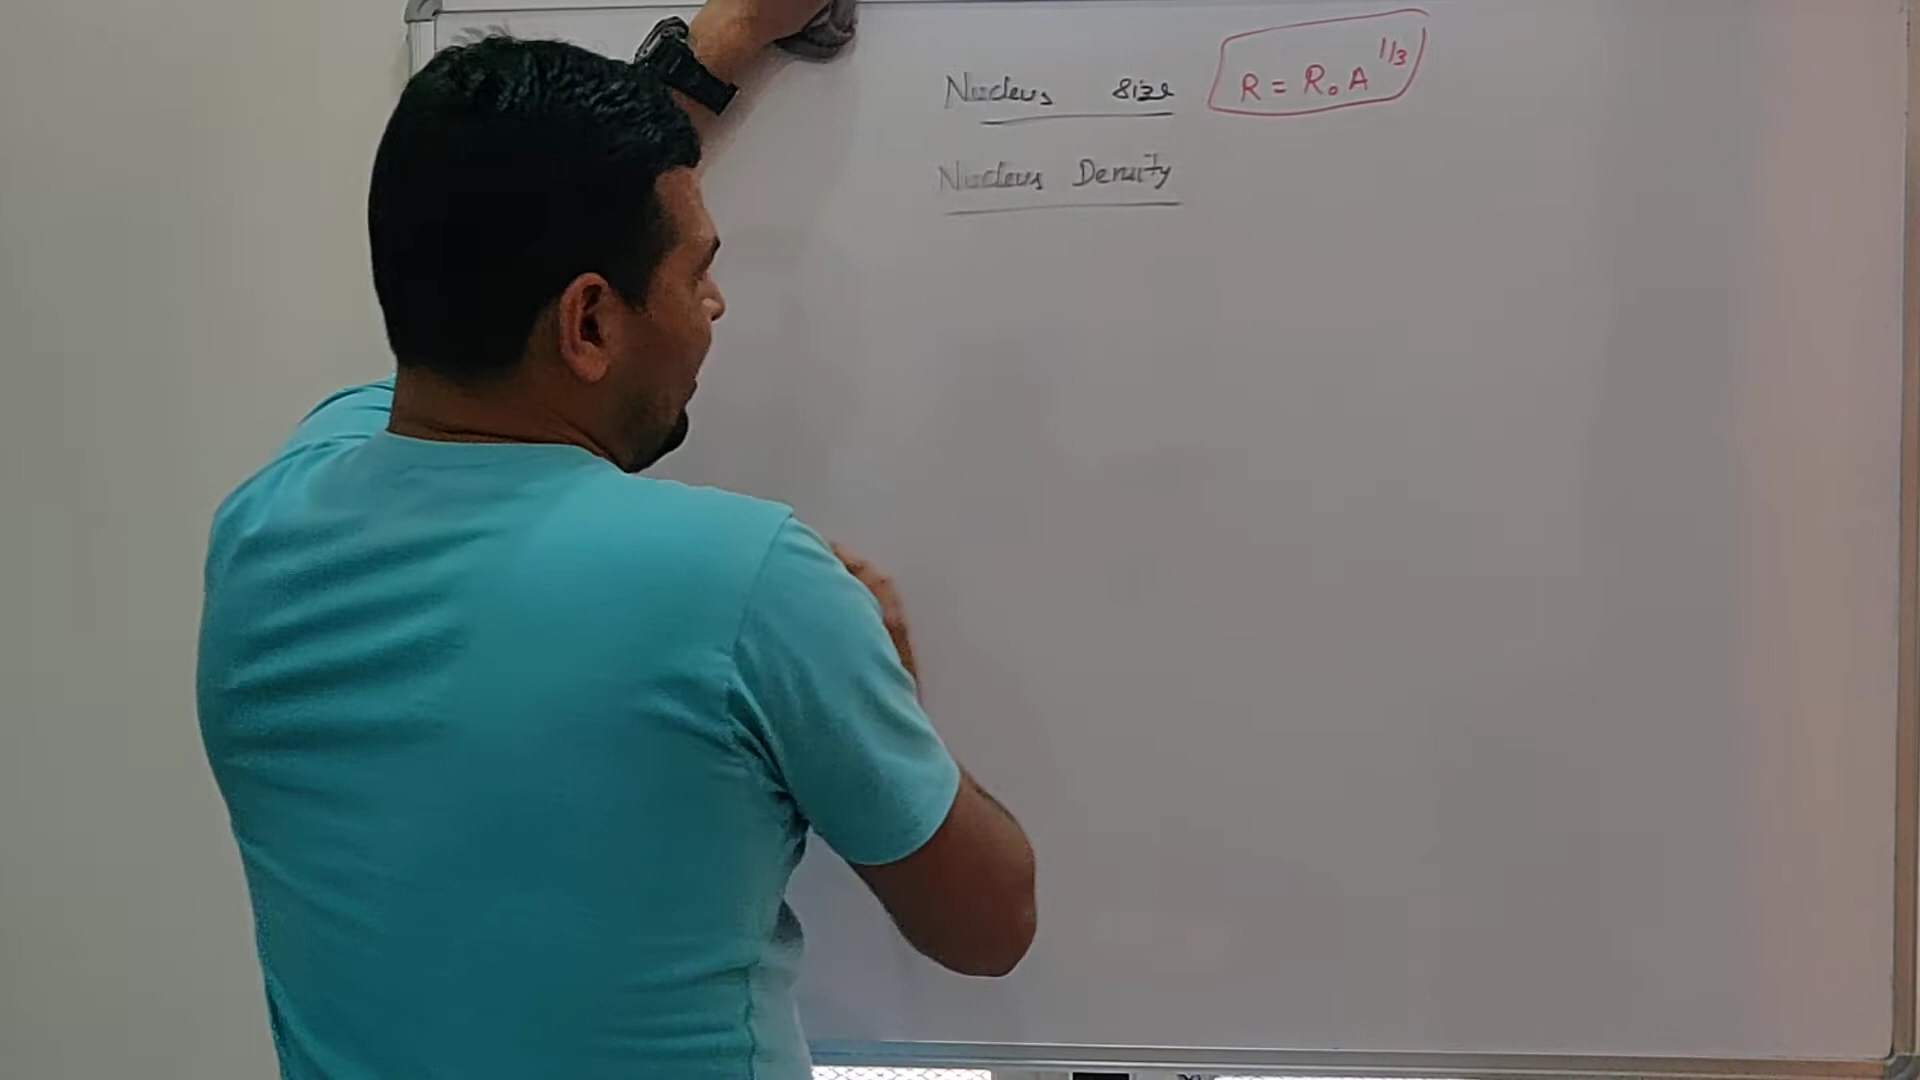 Nucleus Size R = R₀ A^1/3
Nucleus Density